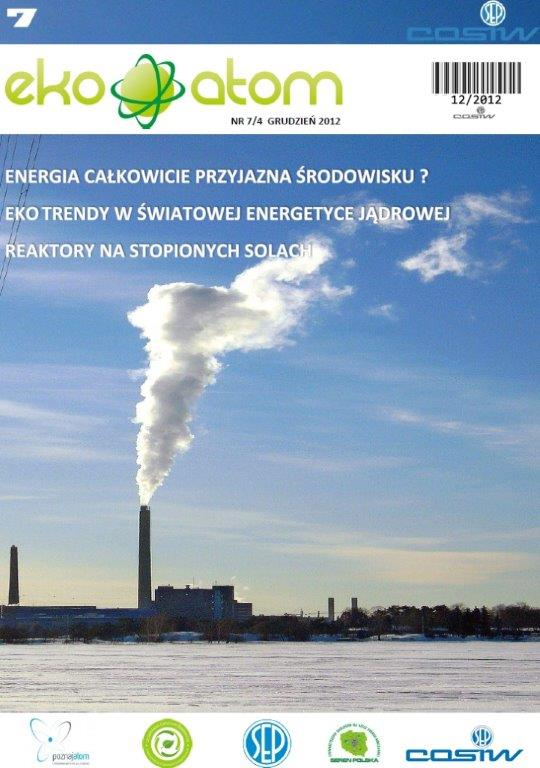 7
SEP
COSiW
eko atom
12/2012
COSiW
NR 7/4 GRUDZIEŃ 2012
ENERGIA CAŁKOWICIE PRZYJAZNA ŚRODOWISKU ?
EKO TRENDY W ŚWIATOWEJ ENERGETYCE JĄDROWEJ
REAKTORY NA STOPIONYCH SOLACH
poznajatom
SEP
SEREN POLSKA
SEP
COSiW